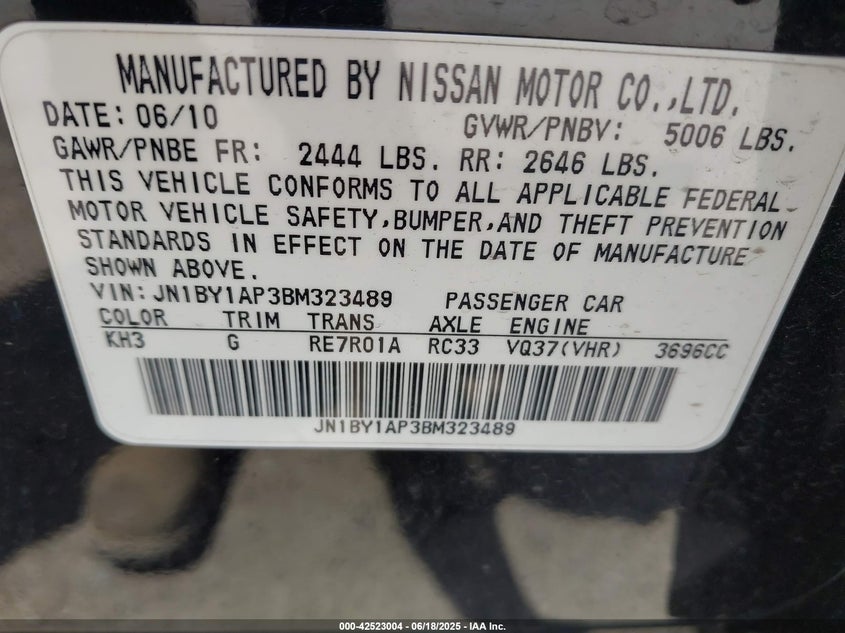 MANUFACTURED BY NISSAN MOTOR CO.,LTD.
DATE: 06/10 GVWR/PNBV: 5006 LBS.
GAWR/PNBE FR: 2444 LBS. RR: 2646 LBS.
THIS VEHICLE CONFORMS TO ALL APPLICABLE FEDERAL
MOTOR VEHICLE SAFETY,BUMPER,AND THEFT PREVENTION
STANDARDS IN EFFECT ON THE DATE OF MANUFACTURE
SHOWN ABOVE.
VIN:JN1BY1AP3BM323489 PASSENGER CAR
COLOR TRIM TRANS AXLE ENGINE
KH3 G RE7R01A RC33 VQ37(VHR) 3696CC
JN1BY1AP3BM323489
000-42523004 - 06/18/2025 - IAA Inc.